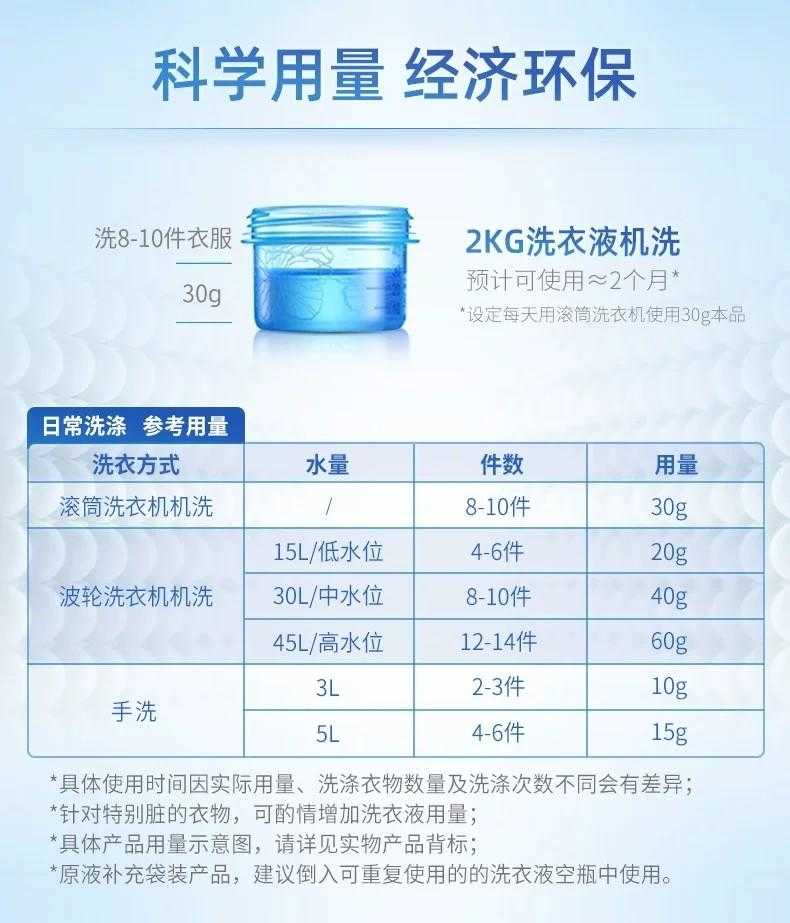 科学用量 经济环保
洗8-10件衣服
30g
2KG洗衣液机洗
预计可使用≈2个月*
*设定每天用滚筒洗衣机使用30g本品
日常洗涤 参考用量
洗衣方式 水量 件数 用量
滚筒洗衣机机洗 / 8-10件 30g
15L/低水位 4-6件 20g
波轮洗衣机机洗 30L/中水位 8-10件 40g
45L/高水位 12-14件 60g
手洗 3L 2-3件 10g
5L 4-6件 15g
*具体使用时间因实际用量、洗涤衣物数量及洗涤次数不同会有差异；
*针对特别脏的衣物，可酌情增加洗衣液用量；
*具体产品用量示意图，请详见实物产品背标；
*原液补充袋装产品，建议倒入可重复使用的的洗衣液空瓶中使用。